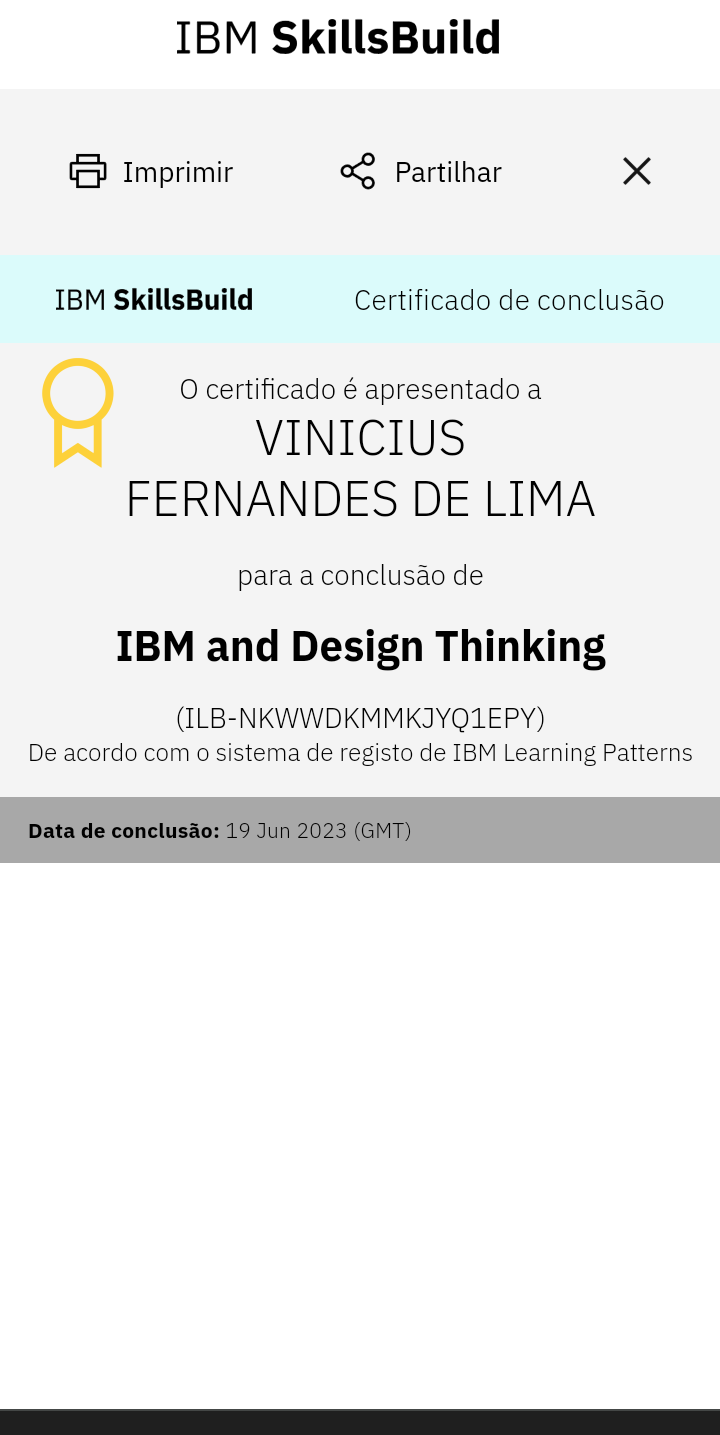 IBM SkillsBuild
Imprimir
Partilhar
IBM SkillsBuild
Certificado de conclusão
O certificado é apresentado a
VINICIUS
FERNANDES DE LIMA
para a conclusão de
IBM and Design Thinking
(ILB-NKWWDKMMKJYQ1EPY)
De acordo com o sistema de registo de IBM Learning Patterns
Data de conclusão: 19 Jun 2023 (GMT)